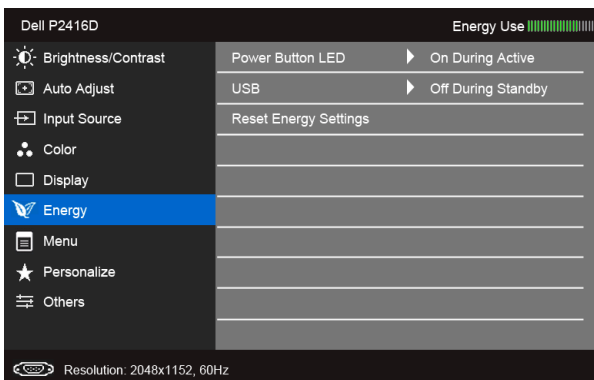 Dell P2416D Energy Use
Brightness/Contrast Power Button LED On During Active
Auto Adjust USB Off During Standby
Input Source Reset Energy Settings
Color
Display
Energy
Menu
Personalize
Others
Resolution: 2048x1152, 60Hz